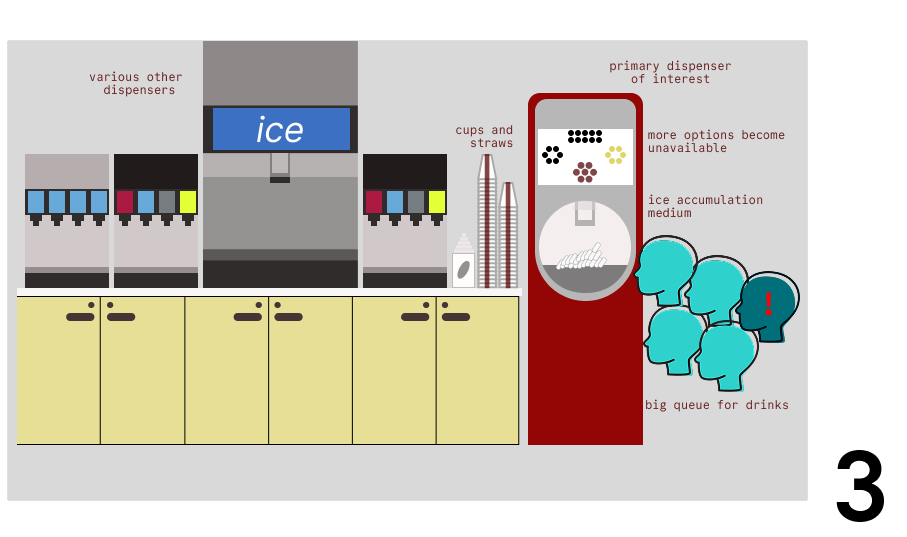 various other
dispensers
ice
cups and
straws
primary dispenser
of interest
more options become
unavailable
ice accumulation
medium
!
big queue for drinks
3